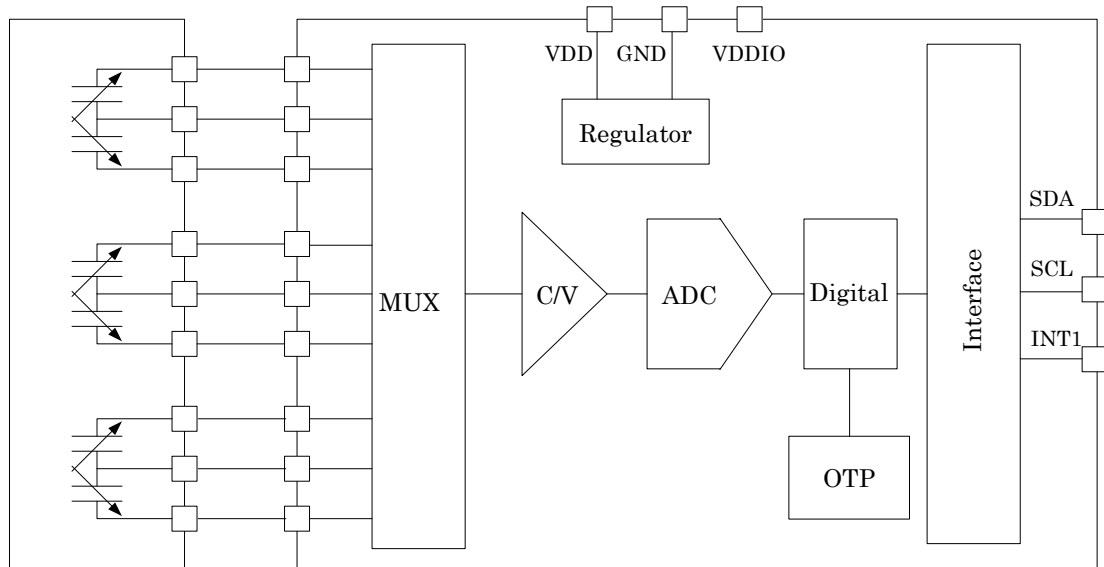 VDD
GND
VDDIO
Regulator
MUX
C/V
ADC
Digital
OTP
Interface
SDA
SCL
INT1